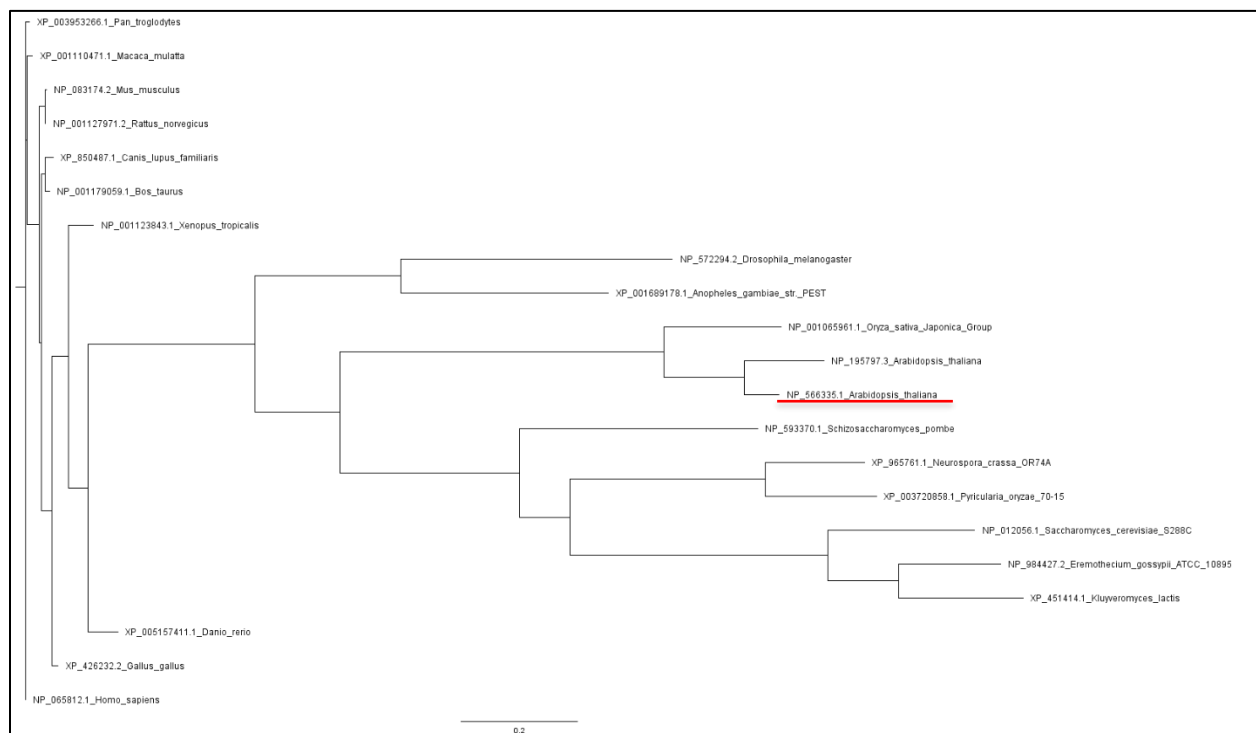 XP_003953266.1_Pan_troglodytes
XP_001110471.1_Macaca_mulatta
NP_083174.2_Mus_musculus
NP_001127971.2_Rattus_norvegicus
XP_850487.1_Canis_lupus_familiaris
NP_001179059.1_Bos_taurus
NP_001123843.1_Xenopus_tropicalis
NP_572294.2_Drosophila_melanogaster
XP_001689178.1_Anopheles_gambiae_str._PEST
NP_001065961.1_Oryza_sativa_Japonica_Group
NP_195797.3_Arabidopsis_thaliana
NP_566335.1_Arabidopsis_thaliana
NP_593370.1_Schizosaccharomyces_pombe
XP_965761.1_Neurospora_crassa_OR74A
XP_003720858.1_Pyricularia_oryzae_70-15
NP_012056.1_Saccharomyces_cerevisiae_S288C
NP_984427.2_Eremothecium_gossypii_ATCC_10895
XP_451414.1_Kluyveromyces_lactis
XP_005157411.1_Danio_rerio
XP_426232.2_Gallus_gallus
NP_065812.1_Homo_sapiens
0.2